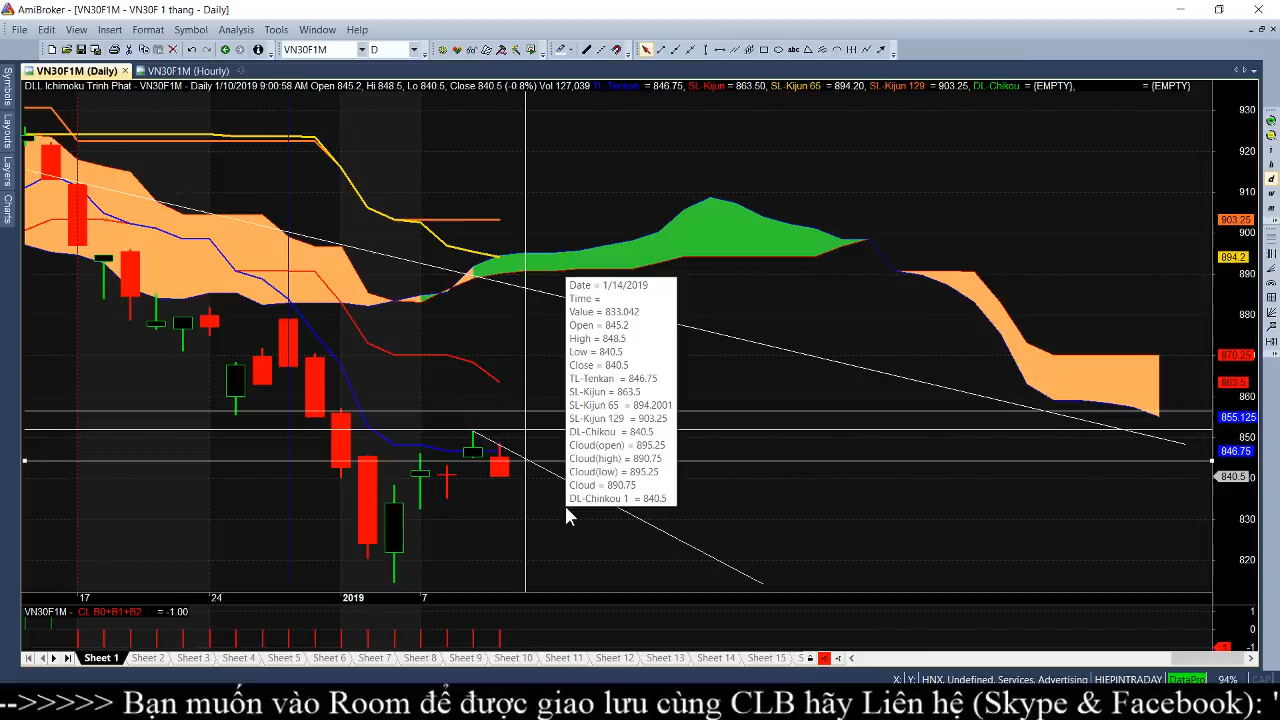 AmiBroker - [VN30F1M - VN30F 1 thang - Daily]
File Edit View Insert Format Symbol Analysis Tools Window Help
VN30F1M D
VN30F1M (Daily) VN30F1M (Hourly)
DLL Ichimoku Trinh Phat - VN30F1M - Daily 1/10/2019 9:00:58 AM Open 845.2, Hi 848.5, Lo 840.5, Close 840.5 (-0.8%) Vol 127,039 TL-Tenkan = 846.75, SL-Kijun = 863.50, SL-Kijun 65 = 894.20, SL-Kijun 129 = 903.25, DL-Chikou = {EMPTY}, = {EMPTY}
Symbols
Layouts
Layers
Charts
930
920
910
903.25
900
894.2
890
880
870.25
863.5
860
855.125
850
846.75
840.5
830
820
Date = 1/14/2019
Time =
Value = 833.042
Open = 845.2
High = 848.5
Low = 840.5
Close = 840.5
TL-Tenkan = 846.75
SL-Kijun = 863.5
SL-Kijun 65 = 894.2001
SL-Kijun 129 = 903.25
DL-Chikou = 840.5
Cloud(open) = 895.25
Cloud(high) = 890.75
Cloud(low) = 895.25
Cloud = 890.75
DL-Chinkou 1 = 840.5
17 24 2019 7
VN30F1M - CL B0+B1+B2 = -1.00
1
0
-1
Sheet 1 Sheet 2 Sheet 3 Sheet 4 Sheet 5 Sheet 6 Sheet 7 Sheet 8 Sheet 9 Sheet 10 Sheet 11 Sheet 12 Sheet 13 Sheet 14 Sheet 15 S
X: Y: HNX, Undefined, Services, Advertising HIEPINTRADAY DataPro 94% CAP
-->>>>> Bạn muốn vào Room để được giao lưu cùng CLB hãy Liên hệ (Skype & Facebook): "